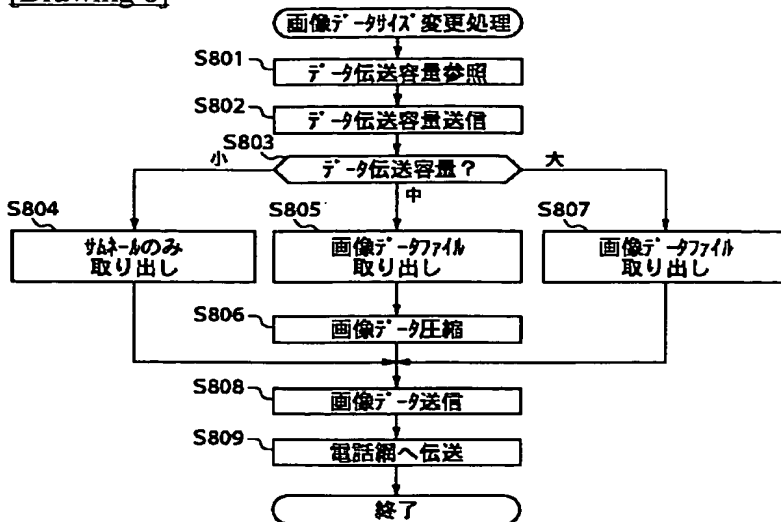 画像データサイズ変更処理
S801
データ伝送容量参照
S802
データ伝送容量送信
S803
データ伝送容量?
小
中
大
S804
サムネールのみ
取り出し
S805
画像データファイル
取り出し
S807
画像データファイル
取り出し
S806
画像データ圧縮
S808
画像データ送信
S809
電話網へ伝送
終了